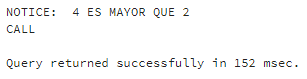 NOTICE:  4 ES MAYOR QUE 2
CALL
Query returned successfully in 152 msec.